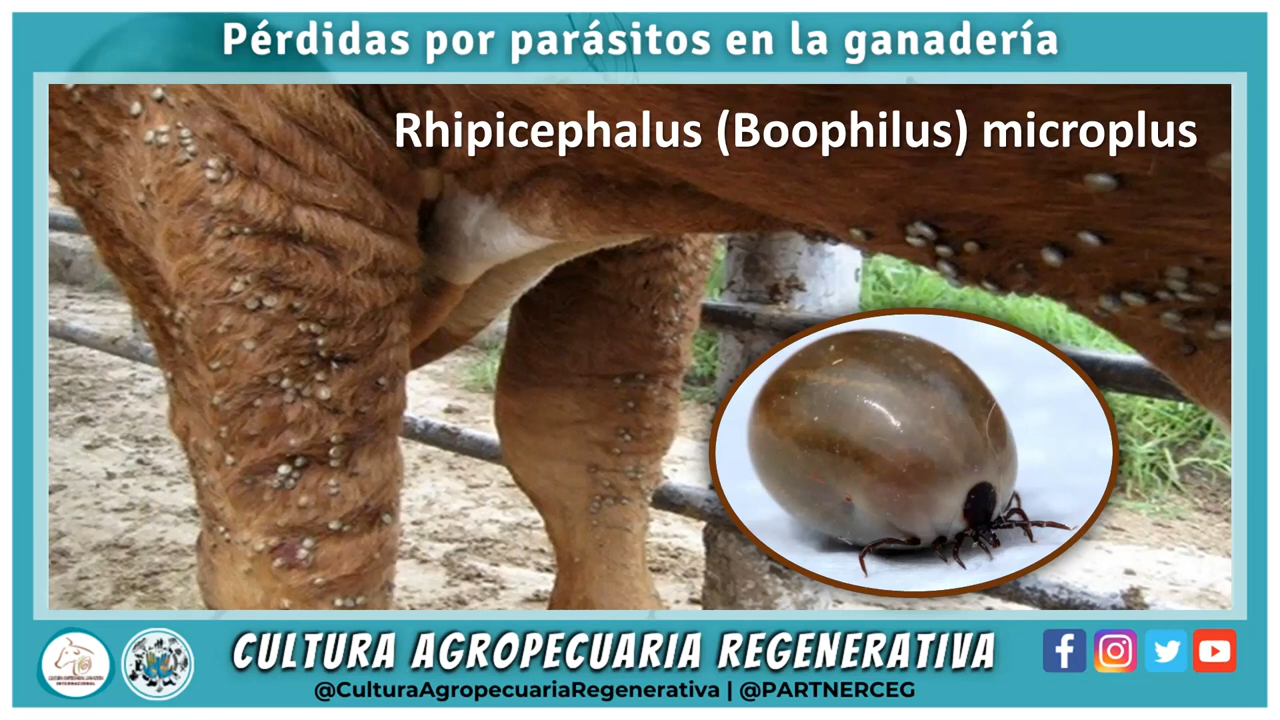 Pérdidas por parásitos en la ganadería
Rhipicephalus (Boophilus) microplus
CULTURA AGROPECUARIA REGENERATIVA
@CulturaAgropecuariaRegenerativa | @PARTNERCEG